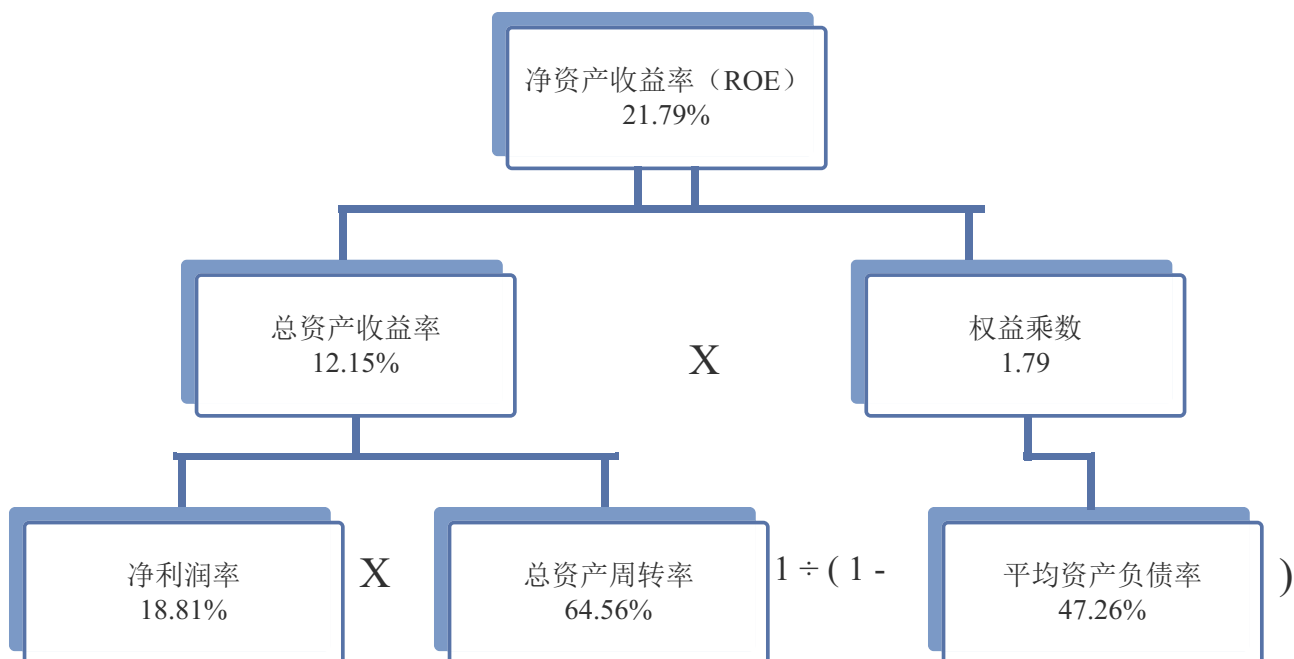 净资产收益率（ROE）
21.79%
总资产收益率
12.15%
X
权益乘数
1.79
净利润率
18.81%
X
总资产周转率
64.56%
1 ÷ ( 1 -
平均资产负债率
47.26%
)